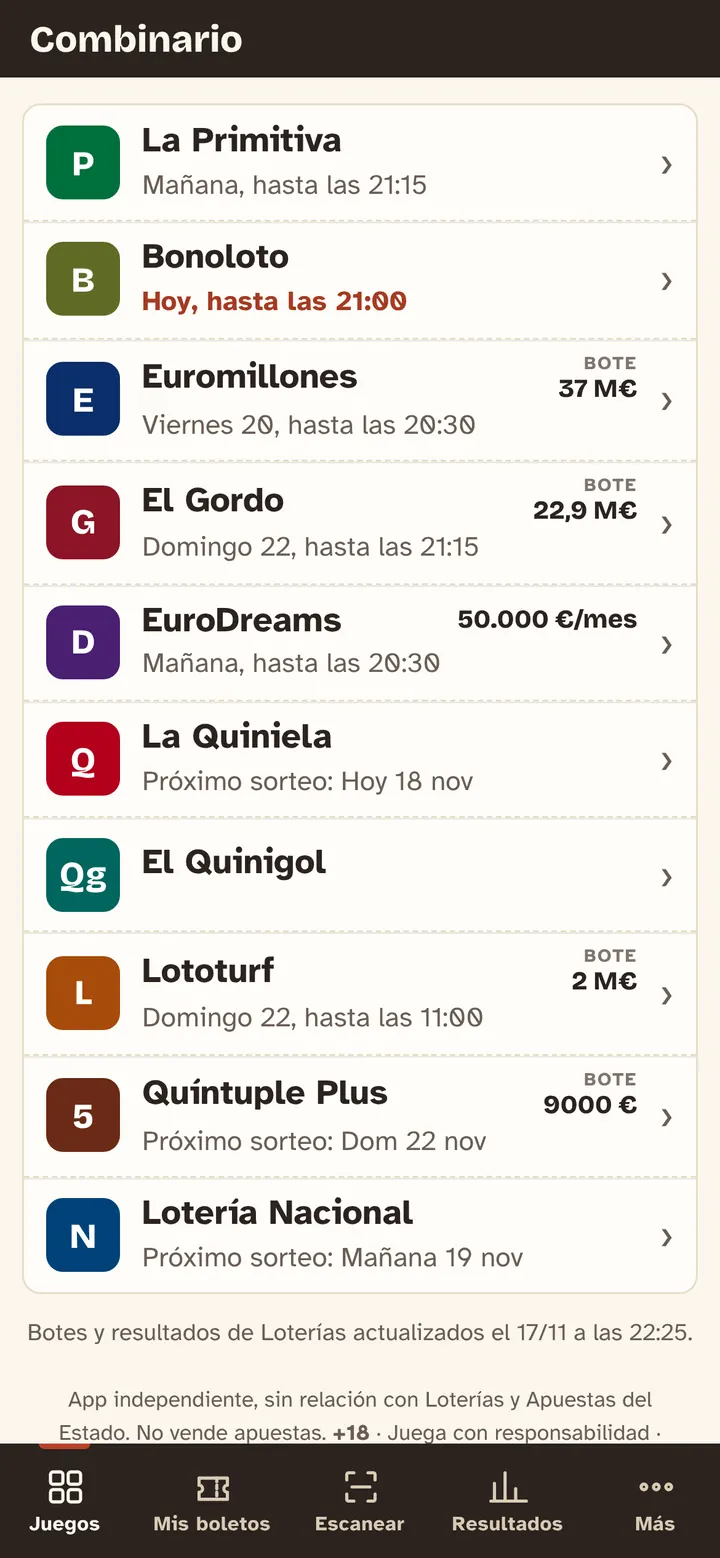 Combinario
P
La Primitiva
Mañana, hasta las 21:15
B
Bonoloto
Hoy, hasta las 21:00
E
Euromillones
Viernes 20, hasta las 20:30
BOTE
37 M€
G
El Gordo
Domingo 22, hasta las 21:15
BOTE
22,9 M€
D
EuroDreams
Mañana, hasta las 20:30
50.000 €/mes
Q
La Quiniela
Próximo sorteo: Hoy 18 nov
Qg
El Quinigol
L
Lototurf
Domingo 22, hasta las 11:00
BOTE
2 M€
5
Quíntuple Plus
Próximo sorteo: Dom 22 nov
BOTE
9000 €
N
Lotería Nacional
Próximo sorteo: Mañana 19 nov
Botes y resultados de Loterías actualizados el 17/11 a las 22:25.
App independiente, sin relación con Loterías y Apuestas del
Estado. No vende apuestas. +18 · Juega con responsabilidad ·
Juegos
Mis boletos
Escanear
Resultados
Más